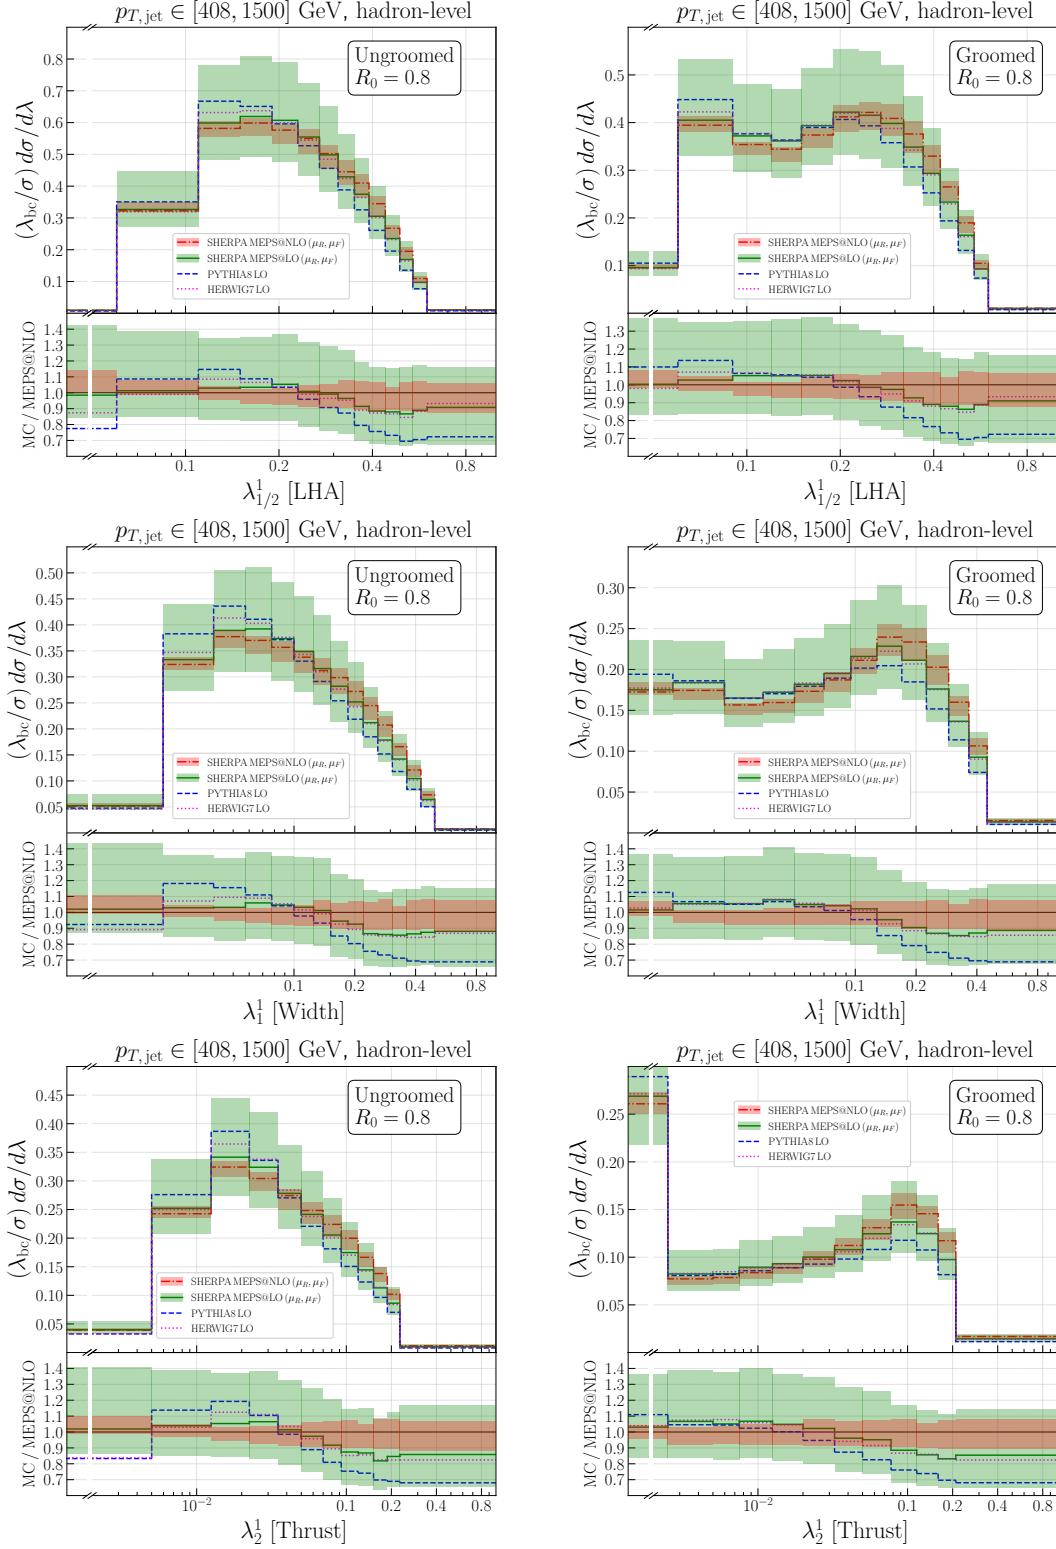 p_T,jet ∈ [408, 1500] GeV, hadron-level
Ungroomed
R_0 = 0.8
(λ_bc/σ) dσ/dλ
0.8
0.7
0.6
0.5
0.4
0.3
0.2
0.1
SHERPA MEPS@NLO (μ_R, μ_F)
SHERPA MEPS@LO (μ_R, μ_F)
PYTHIA8 LO
HERWIG7 LO
MC / MEPS@NLO
1.4
1.3
1.2
1.1
1.0
0.9
0.8
0.7
0.1 0.2 0.4 0.8
λ^1_1/2 [LHA]
p_T,jet ∈ [408, 1500] GeV, hadron-level
Groomed
R_0 = 0.8
(λ_bc/σ) dσ/dλ
0.5
0.4
0.3
0.2
0.1
SHERPA MEPS@NLO (μ_R, μ_F)
SHERPA MEPS@LO (μ_R, μ_F)
PYTHIA8 LO
HERWIG7 LO
MC / MEPS@NLO
1.3
1.2
1.1
1.0
0.9
0.8
0.7
0.1 0.2 0.4 0.8
λ^1_1/2 [LHA]
p_T,jet ∈ [408, 1500] GeV, hadron-level
Ungroomed
R_0 = 0.8
(λ_bc/σ) dσ/dλ
0.50
0.45
0.40
0.35
0.30
0.25
0.20
0.15
0.10
0.05
SHERPA MEPS@NLO (μ_R, μ_F)
SHERPA MEPS@LO (μ_R, μ_F)
PYTHIA8 LO
HERWIG7 LO
MC / MEPS@NLO
1.4
1.3
1.2
1.1
1.0
0.9
0.8
0.7
0.1 0.2 0.4 0.8
λ^1_1 [Width]
p_T,jet ∈ [408, 1500] GeV, hadron-level
Groomed
R_0 = 0.8
(λ_bc/σ) dσ/dλ
0.30
0.25
0.20
0.15
0.10
0.05
SHERPA MEPS@NLO (μ_R, μ_F)
SHERPA MEPS@LO (μ_R, μ_F)
PYTHIA8 LO
HERWIG7 LO
MC / MEPS@NLO
1.4
1.3
1.2
1.1
1.0
0.9
0.8
0.7
0.1 0.2 0.4 0.8
λ^1_1 [Width]
p_T,jet ∈ [408, 1500] GeV, hadron-level
Ungroomed
R_0 = 0.8
(λ_bc/σ) dσ/dλ
0.45
0.40
0.35
0.30
0.25
0.20
0.15
0.10
0.05
SHERPA MEPS@NLO (μ_R, μ_F)
SHERPA MEPS@LO (μ_R, μ_F)
PYTHIA8 LO
HERWIG7 LO
MC / MEPS@NLO
1.4
1.3
1.2
1.1
1.0
0.9
0.8
0.7
10^−2 0.1 0.2 0.4 0.8
λ^1_2 [Thrust]
p_T,jet ∈ [408, 1500] GeV, hadron-level
Groomed
R_0 = 0.8
SHERPA MEPS@NLO (μ_R, μ_F)
SHERPA MEPS@LO (μ_R, μ_F)
PYTHIA8 LO
HERWIG7 LO
(λ_bc/σ) dσ/dλ
0.25
0.20
0.15
0.10
0.05
MC / MEPS@NLO
1.4
1.3
1.2
1.1
1.0
0.9
0.8
0.7
10^−2 0.1 0.2 0.4 0.8
λ^1_2 [Thrust]